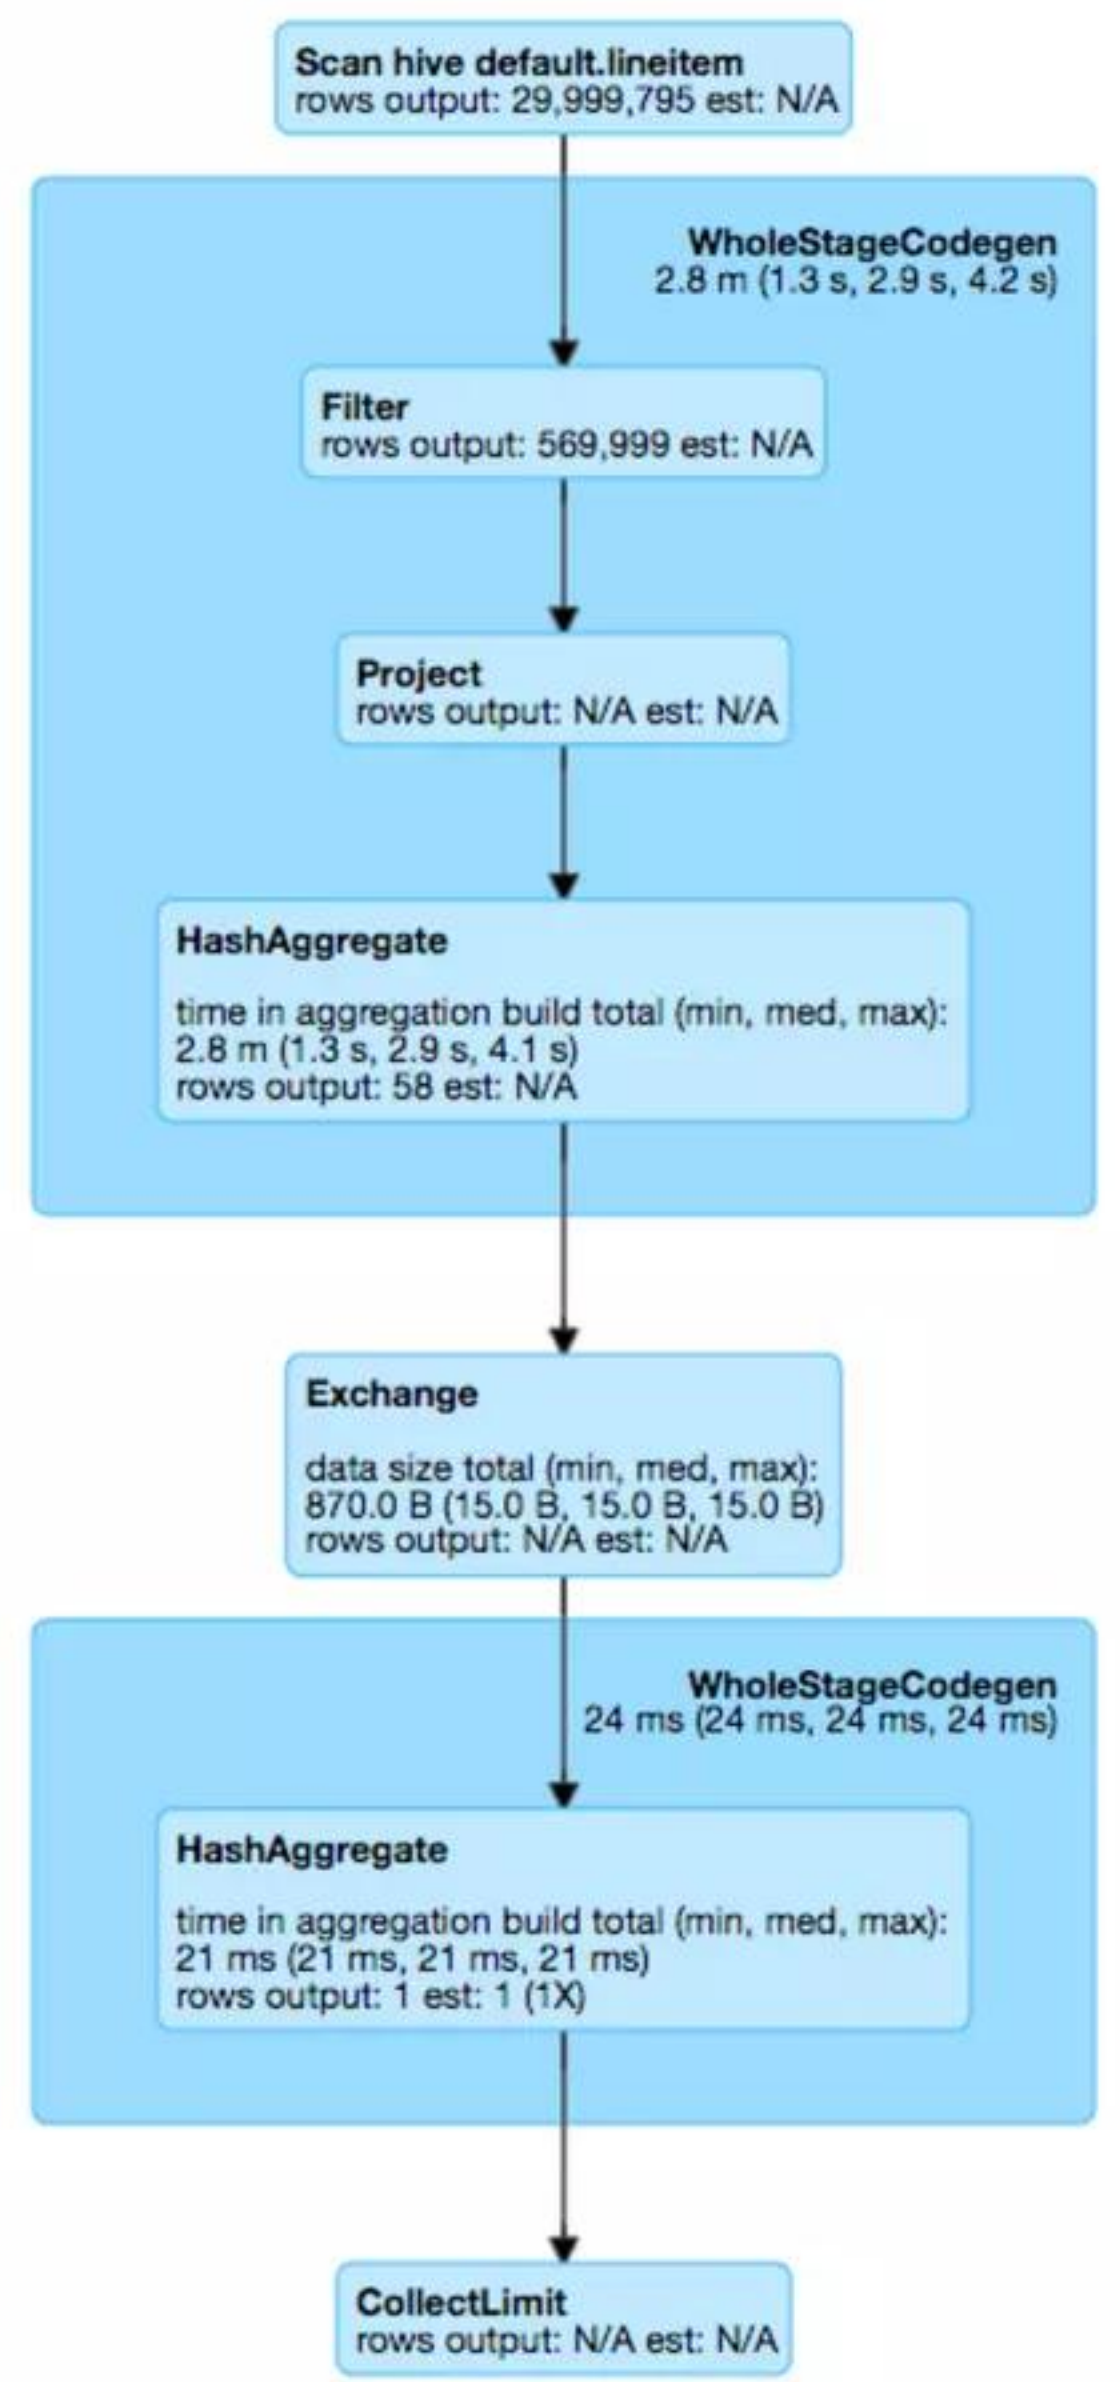 Scan hive default.lineitem
rows output: 29,999,795 est: N/A
WholeStageCodegen
2.8 m (1.3 s, 2.9 s, 4.2 s)
Filter
rows output: 569,999 est: N/A
Project
rows output: N/A est: N/A
HashAggregate
time in aggregation build total (min, med, max):
2.8 m (1.3 s, 2.9 s, 4.1 s)
rows output: 58 est: N/A
Exchange
data size total (min, med, max):
870.0 B (15.0 B, 15.0 B, 15.0 B)
rows output: N/A est: N/A
WholeStageCodegen
24 ms (24 ms, 24 ms, 24 ms)
HashAggregate
time in aggregation build total (min, med, max):
21 ms (21 ms, 21 ms, 21 ms)
rows output: 1 est: 1 (1X)
CollectLimit
rows output: N/A est: N/A